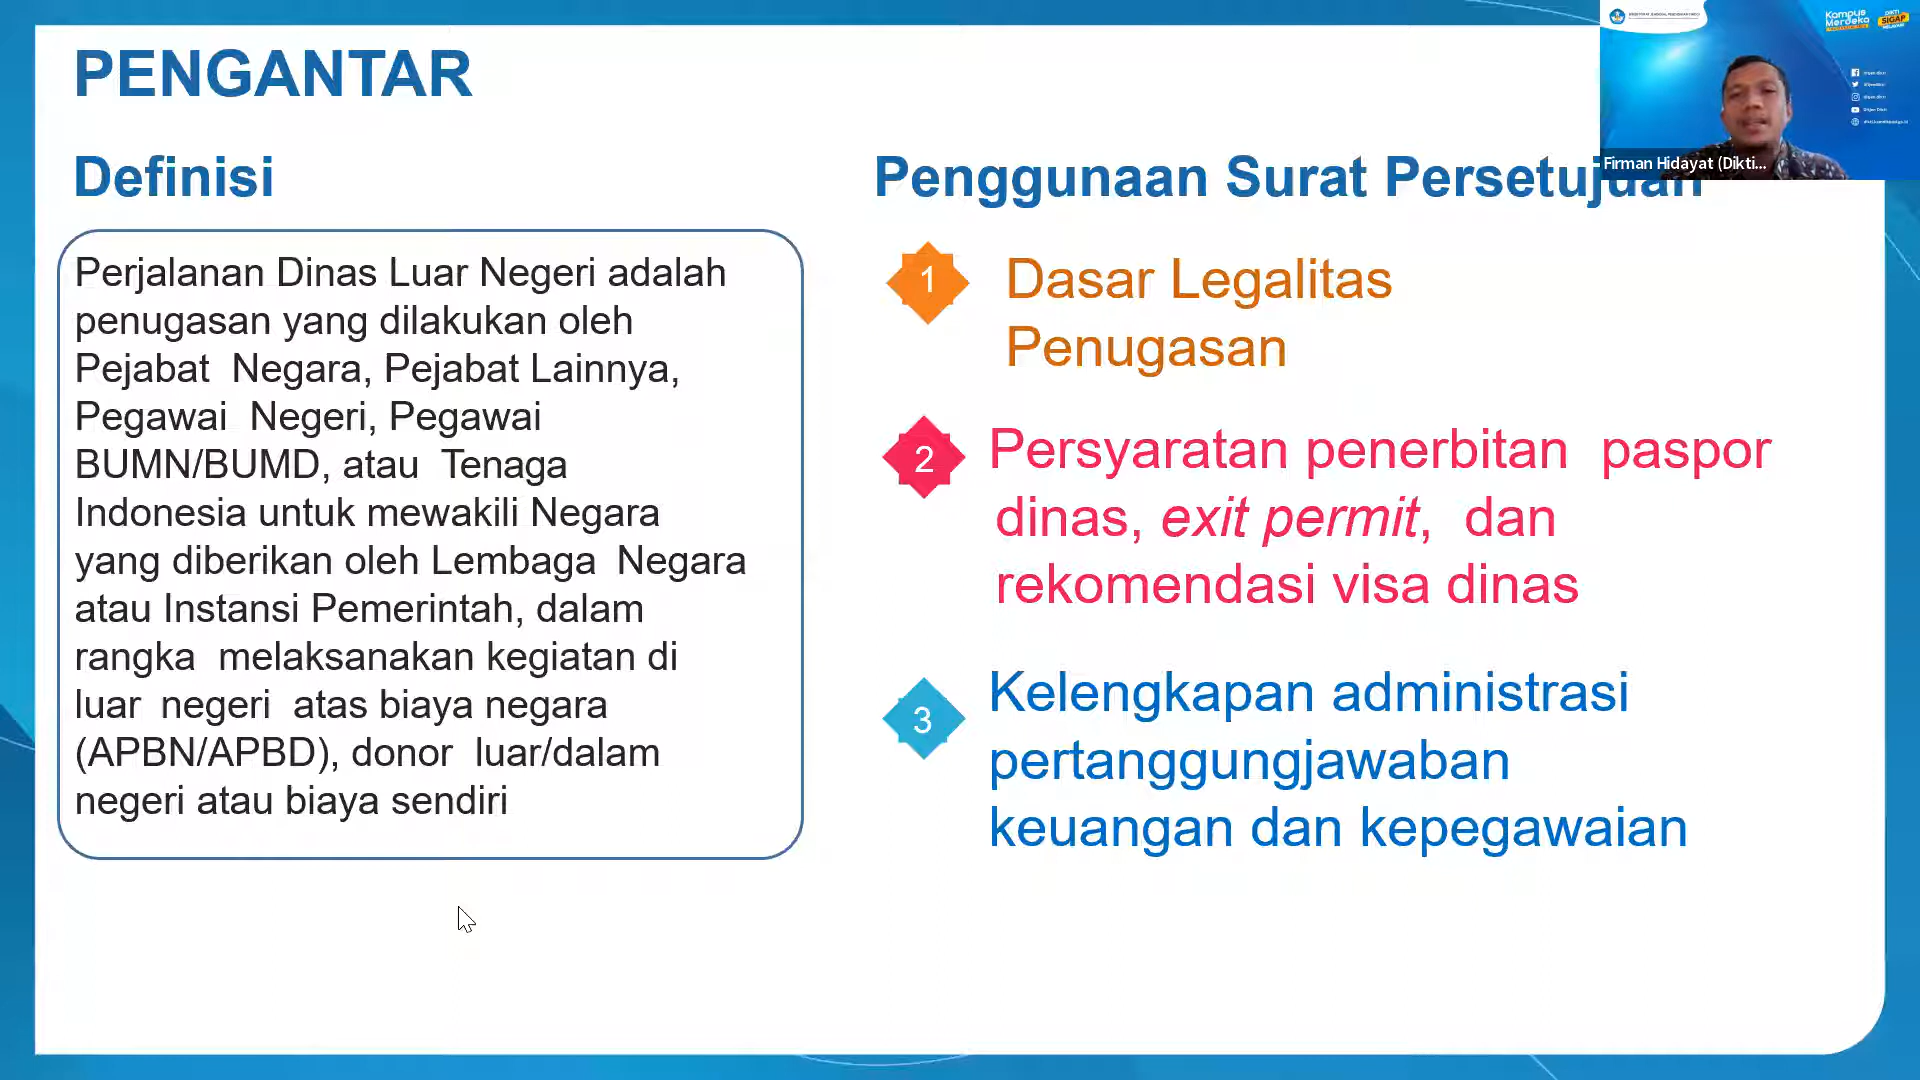 PENGANTAR
Definisi
Perjalanan Dinas Luar Negeri adalah
penugasan yang dilakukan oleh
Pejabat Negara, Pejabat Lainnya,
Pegawai Negeri, Pegawai
BUMN/BUMD, atau Tenaga
Indonesia untuk mewakili Negara
yang diberikan oleh Lembaga Negara
atau Instansi Pemerintah, dalam
rangka melaksanakan kegiatan di
luar negeri atas biaya negara
(APBN/APBD), donor luar/dalam
negeri atau biaya sendiri
Penggunaan Surat Persetujuan
1
Dasar Legalitas
Penugasan
2
Persyaratan penerbitan paspor
dinas, exit permit, dan
rekomendasi visa dinas
3
Kelengkapan administrasi
pertanggungjawaban
keuangan dan kepegawaian
Kampus
Merdeka
DIKTI
SIGAP
Firman Hidayat (Dikti...